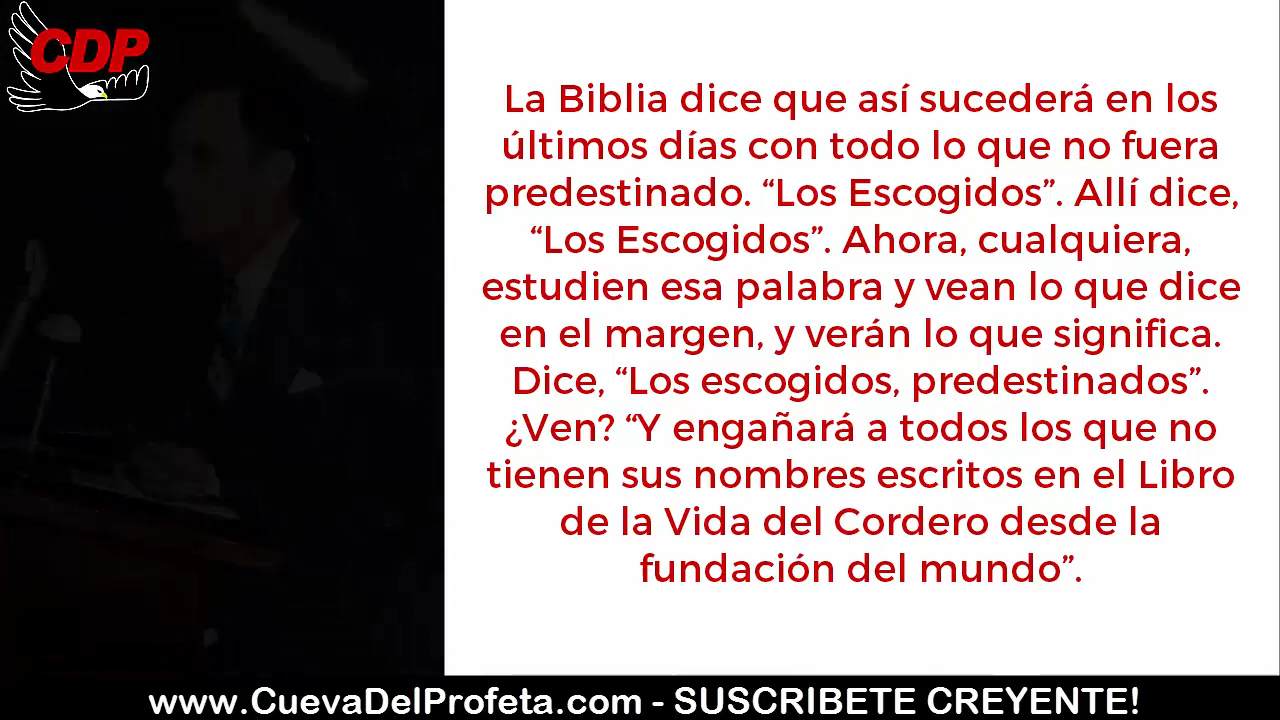 CDP
La Biblia dice que así sucederá en los
últimos días con todo lo que no fuera
predestinado. “Los Escogidos”. Allí dice,
“Los Escogidos”. Ahora, cualquiera,
estudien esa palabra y vean lo que dice
en el margen, y verán lo que significa.
Dice, “Los escogidos, predestinados”.
¿Ven? “Y engañará a todos los que no
tienen sus nombres escritos en el Libro
de la Vida del Cordero desde la
fundación del mundo”.
www.CuevaDelProfeta.com - SUSCRIBETE CREYENTE!